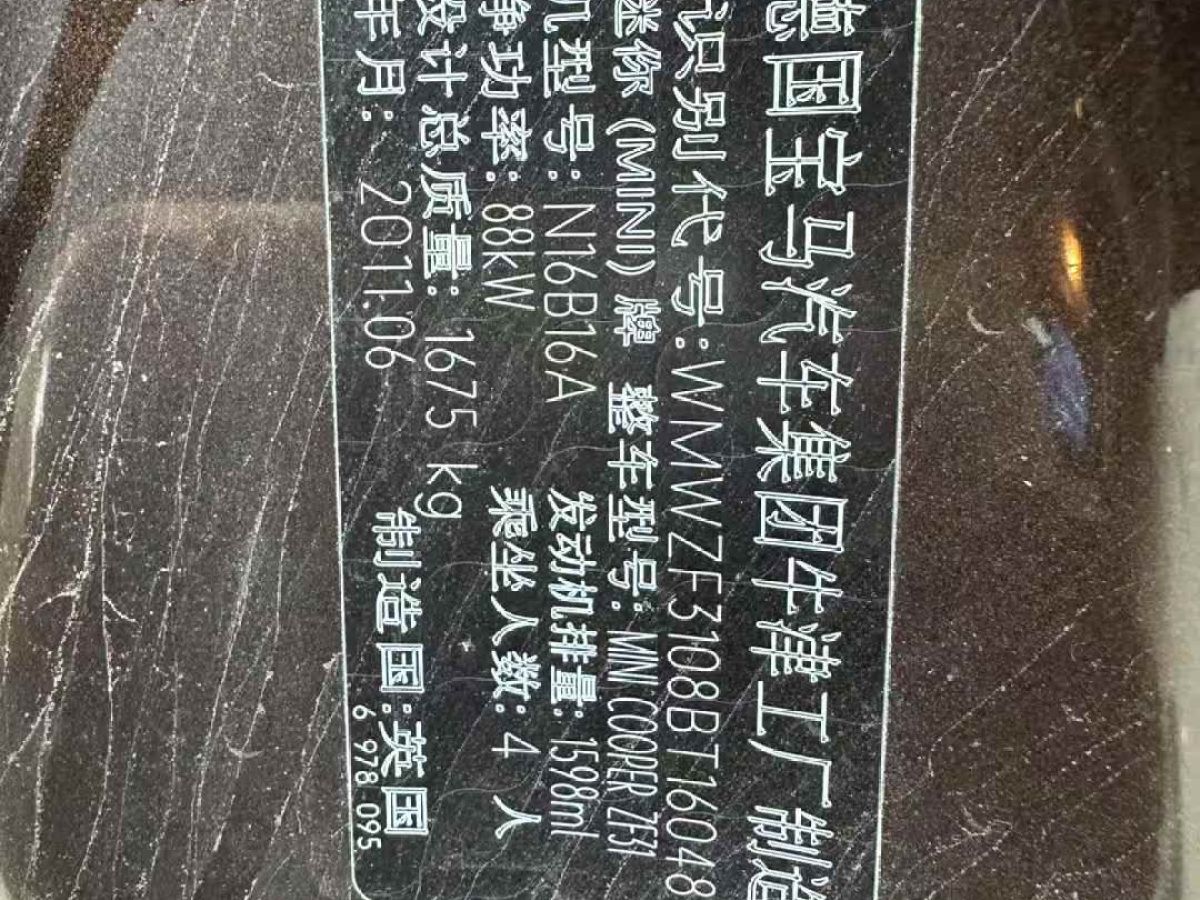 德国宝马汽车集团牛津工厂制造
识别代号:WMWZF3108BT16048
迷你(MINI)牌 整车型号:MINI COOPER ZF31
机型号:N16B16A 发动机排量:1598ml
净功率:88kW 乘坐人数:4人
设计总质量:1675 kg
年月:2011.06 制造国:英国
6 978 095